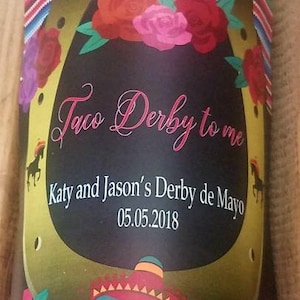 Taco Derby to me
Katy and Jason's Derby de Mayo
05.05.2018